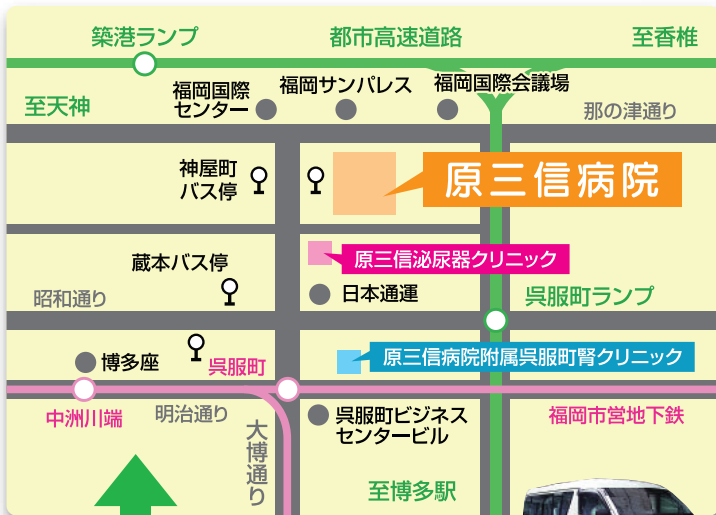 築港ランプ
都市高速道路
至香椎
福岡国際
センター
福岡サンパレス
福岡国際会議場
至天神
那の津通り
神屋町
バス停
原三信病院
蔵本バス停
原三信泌尿器クリニック
日本通運
昭和通り
呉服町ランプ
博多座
呉服町
原三信病院附属呉服町腎クリニック
中洲川端
明治通り
大博通り
呉服町ビジネス
センタービル
福岡市営地下鉄
至博多駅